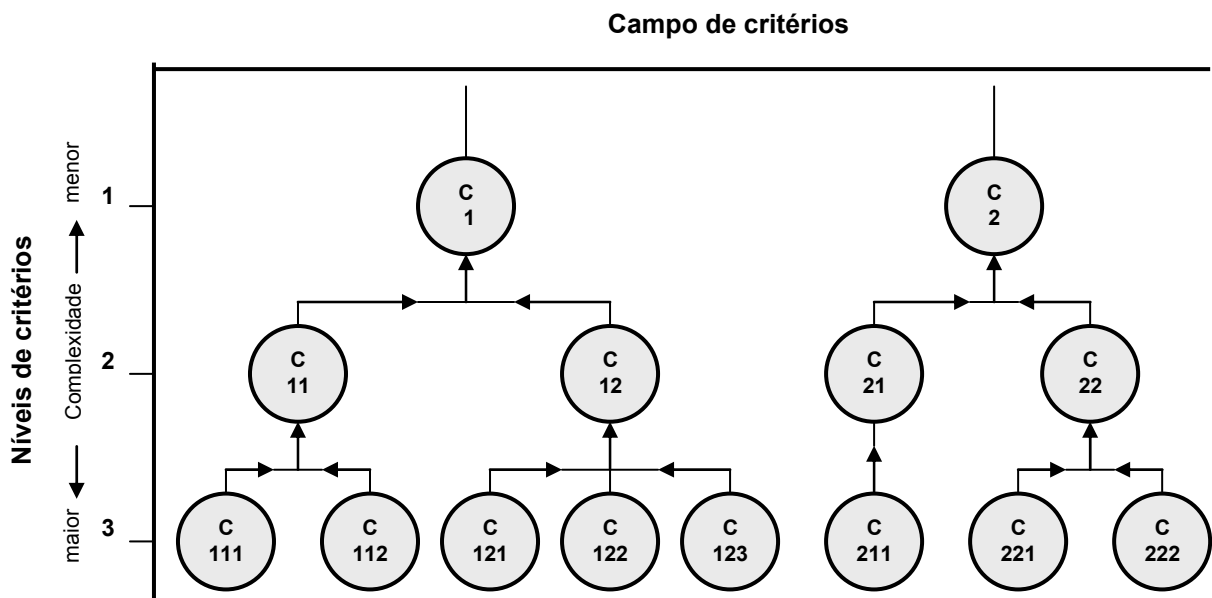 Campo de critérios
Níveis de critérios
maior
Complexidade
menor
1
C
1
C
2
2
C
11
C
12
C
21
C
22
3
C
111
C
112
C
121
C
122
C
123
C
211
C
221
C
222